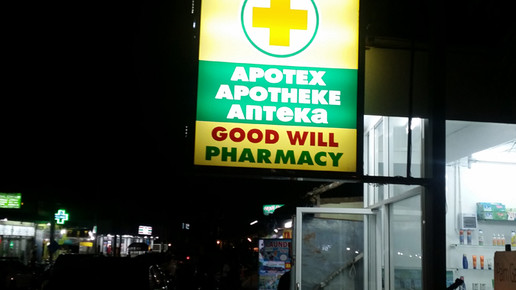 APOTEX
APOTHEKE
Аптека
GOOD WILL
PHARMACY